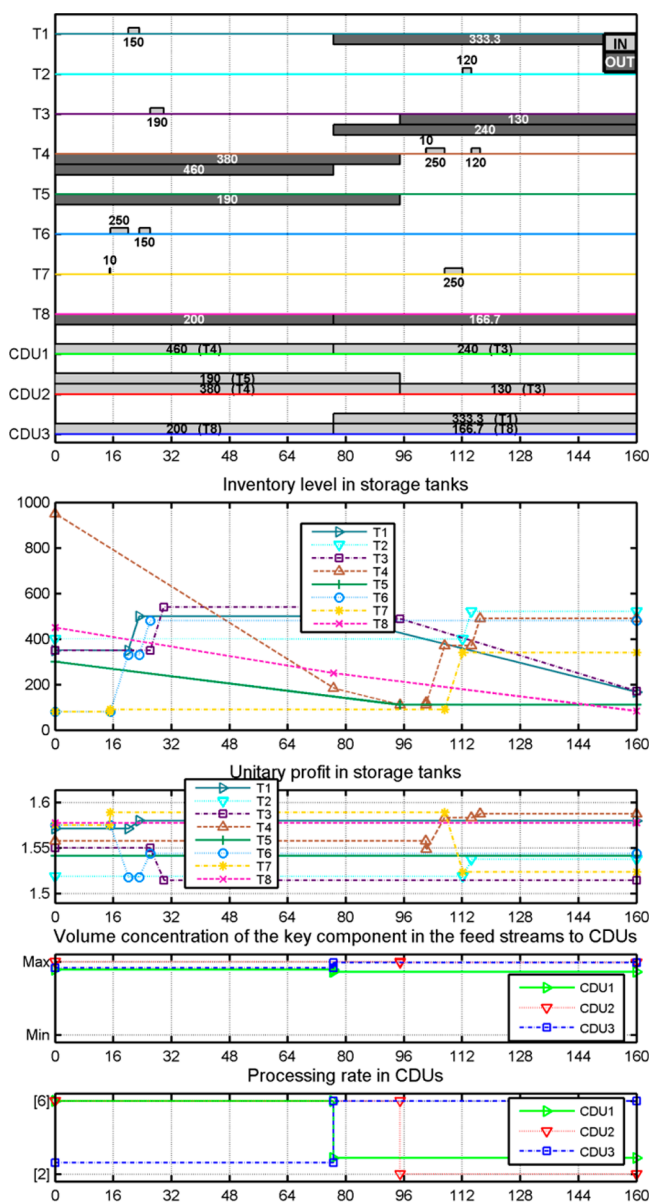 T1 150 333.3 IN
OUT
T2 120
T3 190 130
240
T4 380 10 250 120
460
T5 190
T6 250 150
T7 10 250
T8 200 166.7
CDU1 460 (T4) 240 (T3)
190 (T5)
CDU2 380 (T4) 130 (T3)
333.3 (T1)
CDU3 200 (T8) 166.7 (T8)
0 16 32 48 64 80 96 112 128 144 160
Inventory level in storage tanks
1000
800
600
400
200
0
T1
T2
T3
T4
T5
T6
T7
T8
0 16 32 48 64 80 96 112 128 144 160
Unitary profit in storage tanks
1.6
1.55
1.5
T1
T2
T3
T4
T5
T6
T7
T8
0 16 32 48 64 80 96 112 128 144 160
Volume concentration of the key component in the feed streams to CDUs
Max
Min
CDU1
CDU2
CDU3
0 16 32 48 64 80 96 112 128 144 160
Processing rate in CDUs
[6]
[2]
CDU1
CDU2
CDU3
0 16 32 48 64 80 96 112 128 144 160